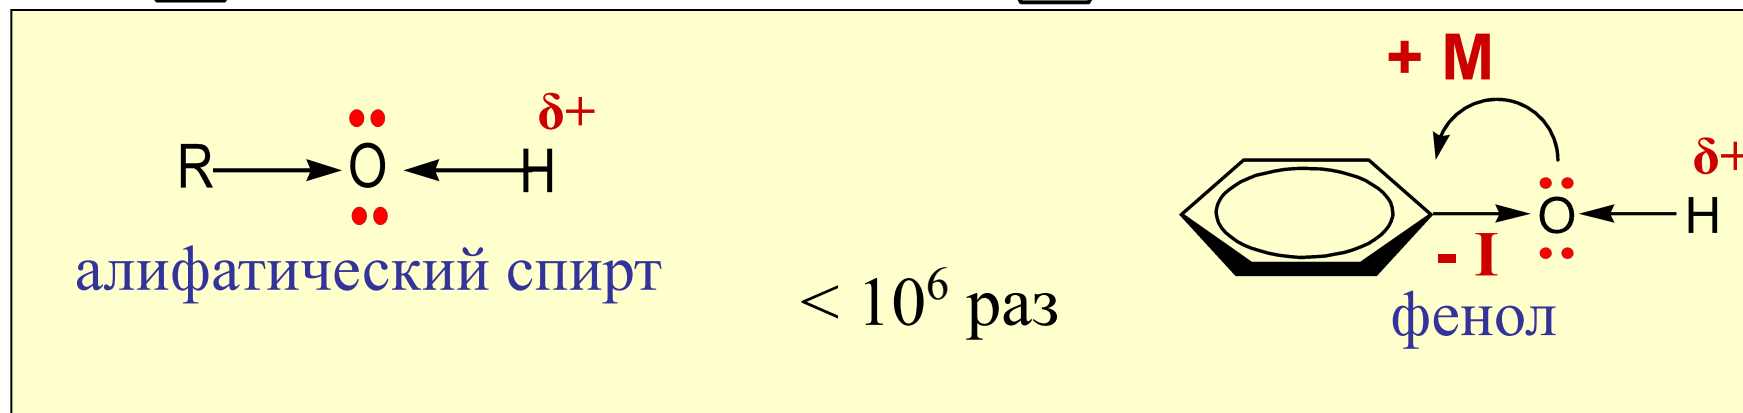 + M
δ+
R O H
δ+
O H
- I
алифатический спирт
< 10⁶ раз
фенол